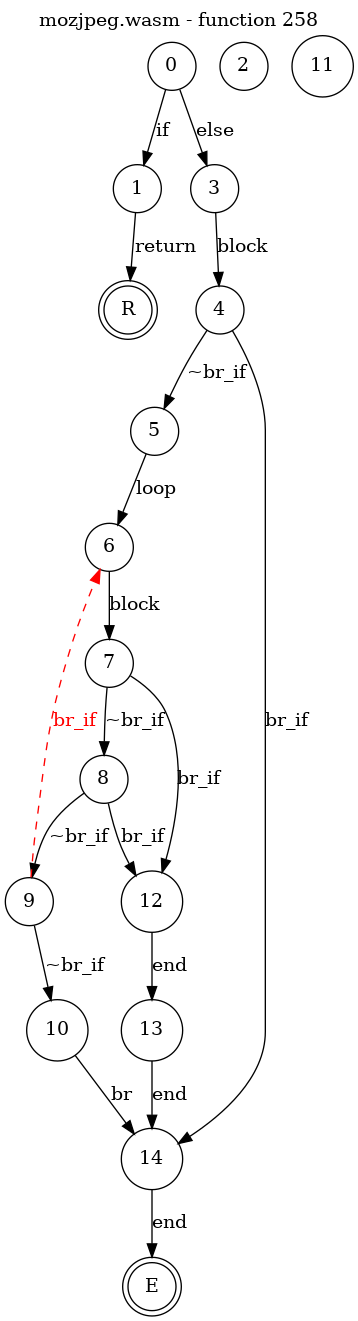 mozjpeg.wasm - function 258
0
2
11
if
else
1
3
return
block
R
4
~br_if
5
loop
6
block
br_if
br_if
7
~br_if
br_if
8
~br_if
br_if
9
12
~br_if
end
10
13
br
end
14
end
E